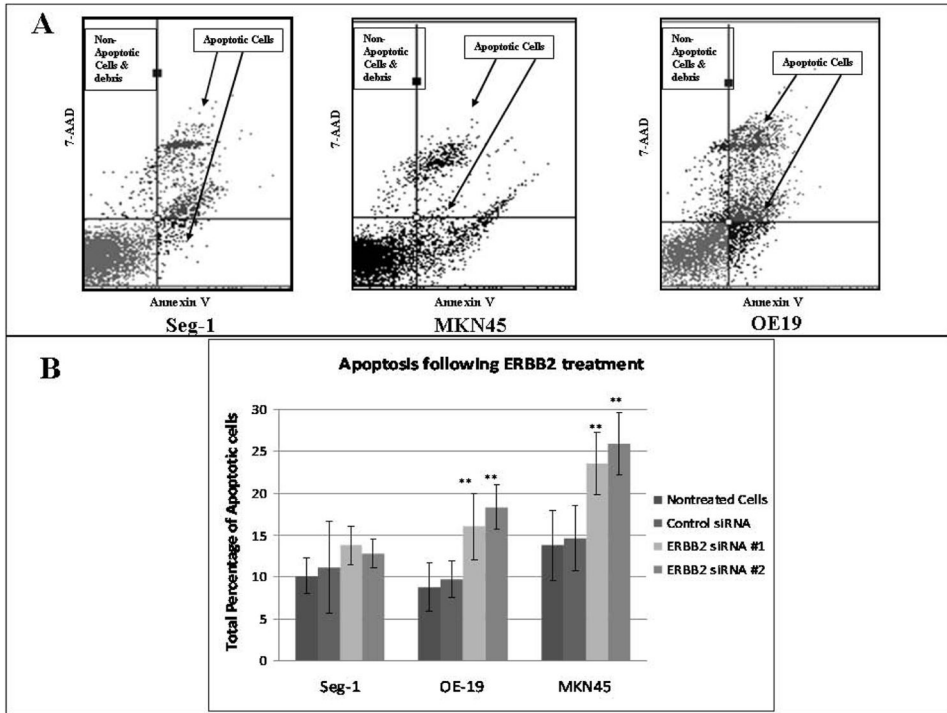 A
Non-
Apoptotic
Cells &
debris
Apoptotic Cells
7-AAD
Annexin V
Seg-1
Non-
Apoptotic
Cells &
debris
Apoptotic Cells
7-AAD
Annexin V
MKN45
Non-
Apoptotic
Cells &
debris
Apoptotic Cells
7-AAD
Annexin V
OE19
B
Apoptosis following ERBB2 treatment
Total Percentage of Apoptotic cells
30
25
20
15
10
5
0
** **
** **
Seg-1 OE-19 MKN45
Nontreated Cells
Control siRNA
ERBB2 siRNA #1
ERBB2 siRNA #2